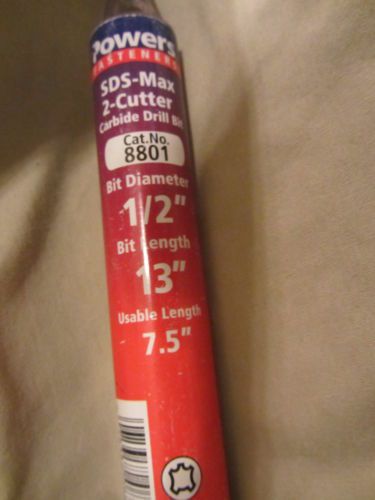 Powers
FASTENERS
SDS-Max
2-Cutter
Carbide Drill Bit
Cat.No.
8801
Bit Diameter
1/2"
Bit Length
13"
Usable Length
7.5"